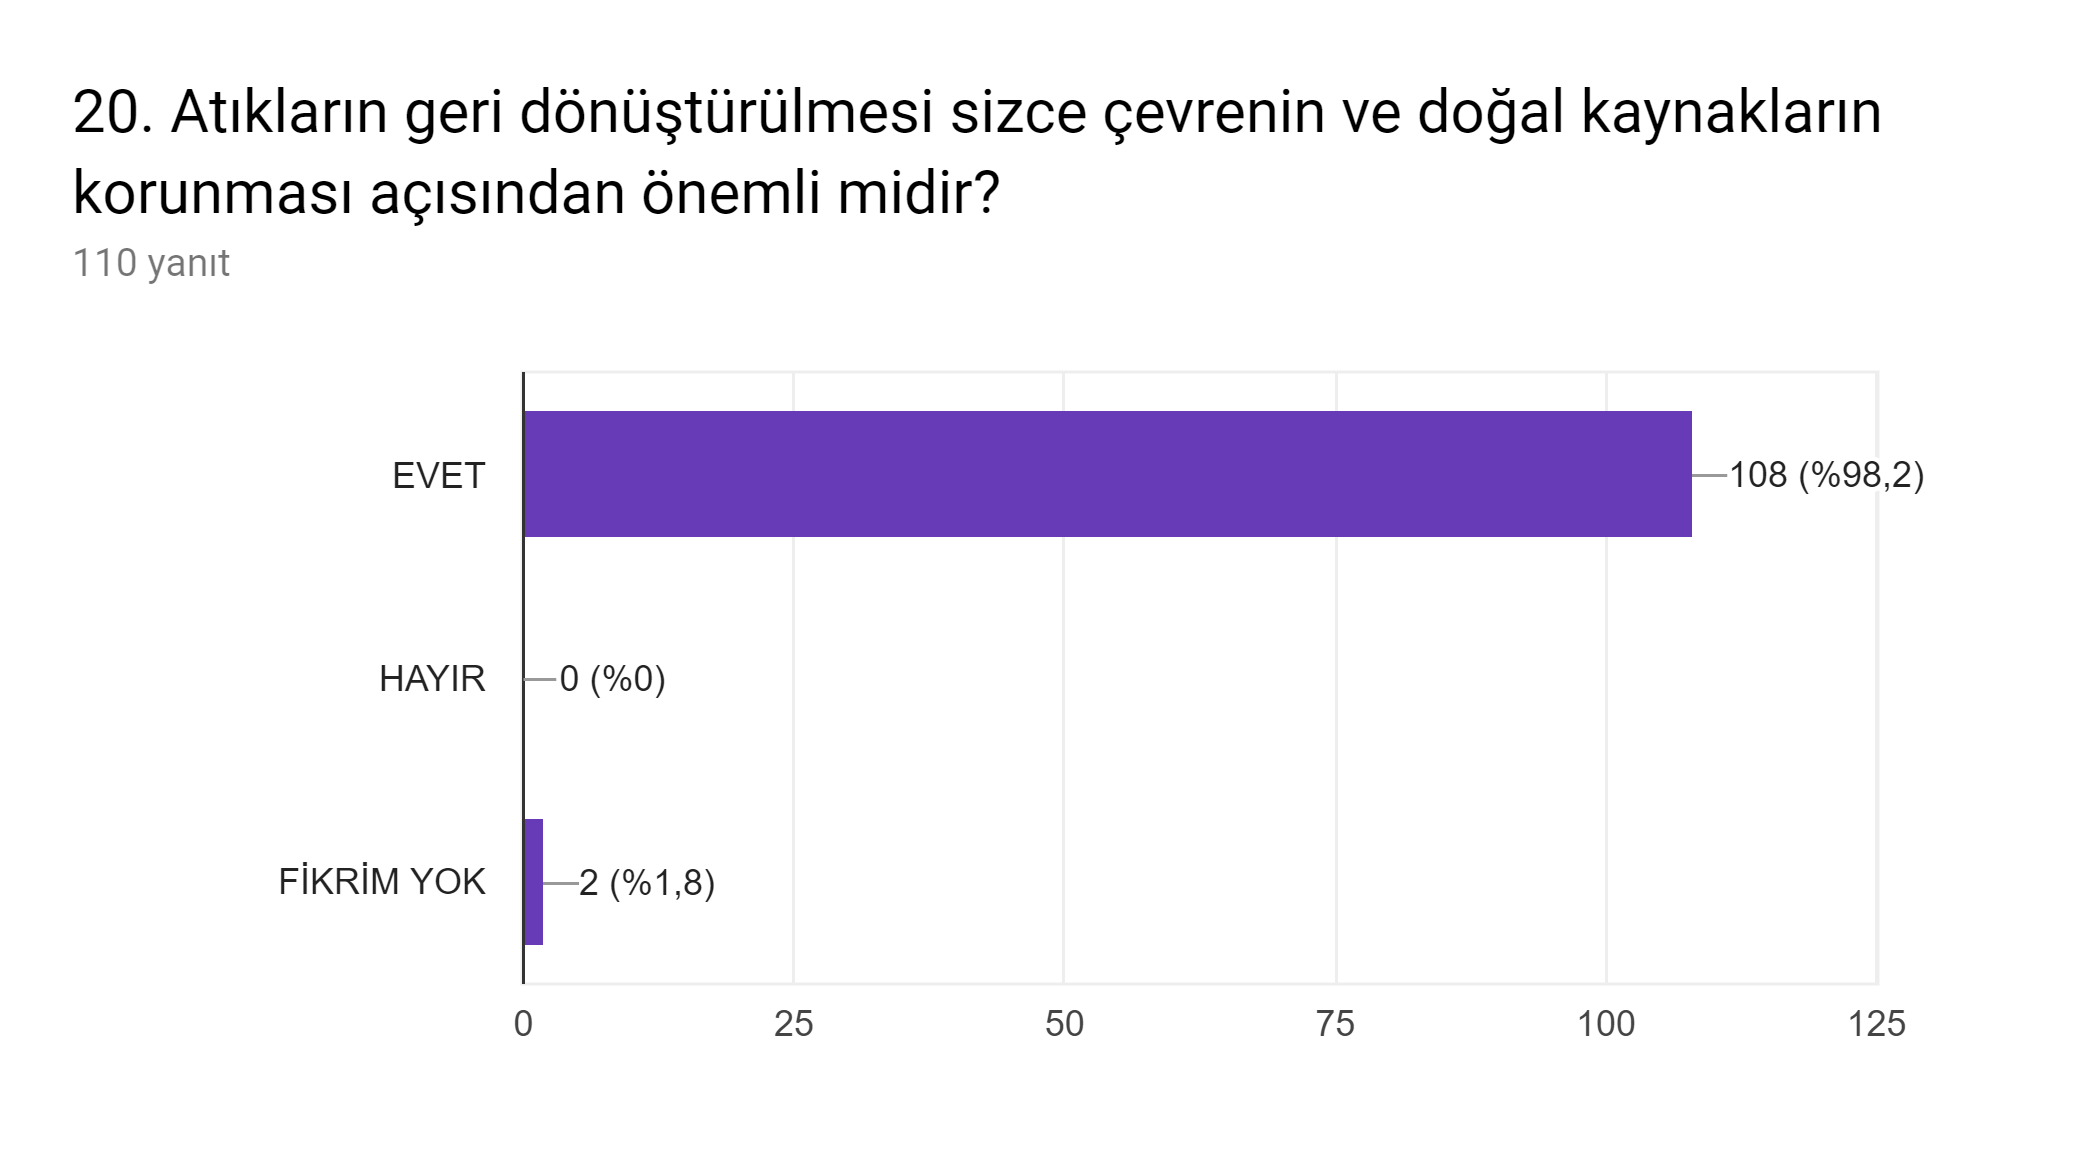 20. Atıkların geri dönüştürülmesi sizce çevrenin ve doğal kaynakların
korunması açısından önemli midir?
110 yanıt
EVET
108 (%98,2)
HAYIR
0 (%0)
FİKRİM YOK
2 (%1,8)
0 25 50 75 100 125